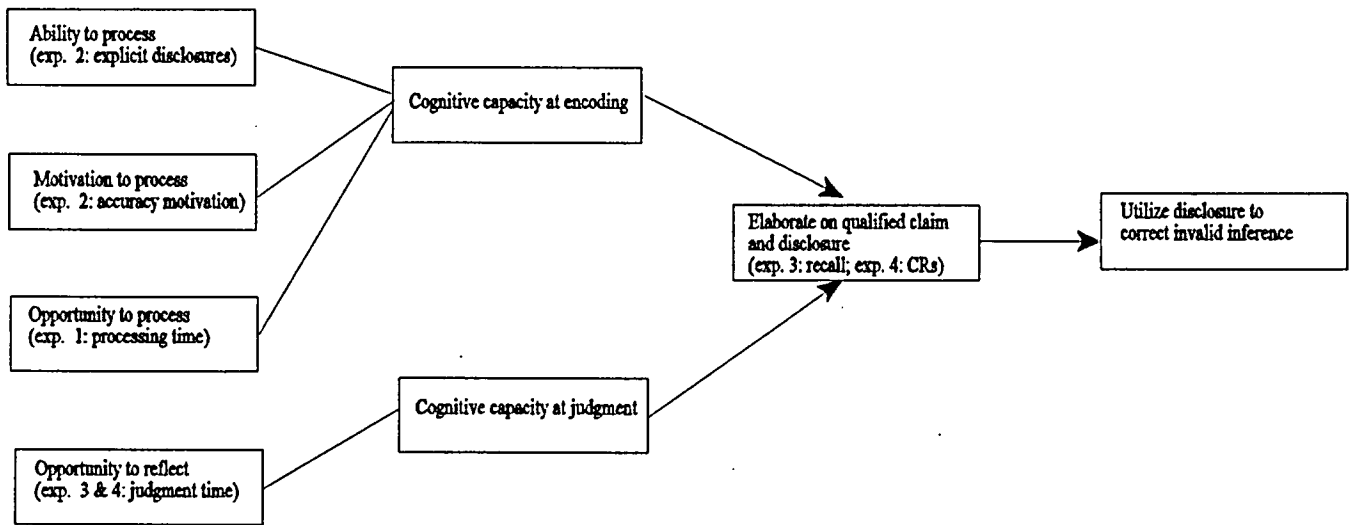 Ability to process
(exp. 2: explicit disclosures)
Cognitive capacity at encoding
Motivation to process
(exp. 2: accuracy motivation)
Elaborate on qualified claim
and disclosure
(exp. 3: recall; exp. 4: CRs)
Utilize disclosure to
correct invalid inference
Opportunity to process
(exp. 1: processing time)
Cognitive capacity at judgment
Opportunity to reflect
(exp. 3 & 4: judgment time)